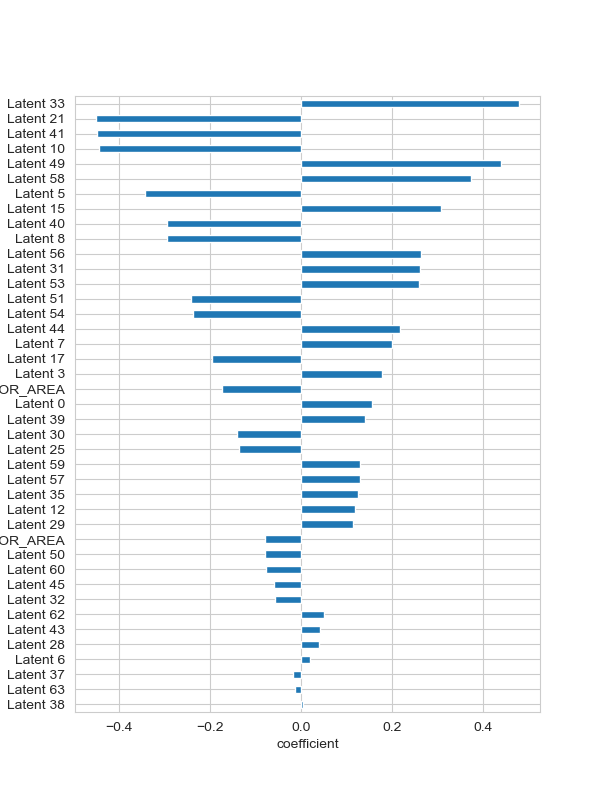 Latent 33
Latent 21
Latent 41
Latent 10
Latent 49
Latent 58
Latent 5
Latent 15
Latent 40
Latent 8
Latent 56
Latent 31
Latent 53
Latent 51
Latent 54
Latent 44
Latent 7
Latent 17
Latent 3
OR_AREA
Latent 0
Latent 39
Latent 30
Latent 25
Latent 59
Latent 57
Latent 35
Latent 12
Latent 29
OR_AREA
Latent 50
Latent 60
Latent 45
Latent 32
Latent 62
Latent 43
Latent 28
Latent 6
Latent 37
Latent 63
Latent 38
−0.4 −0.2 0.0 0.2 0.4
coefficient